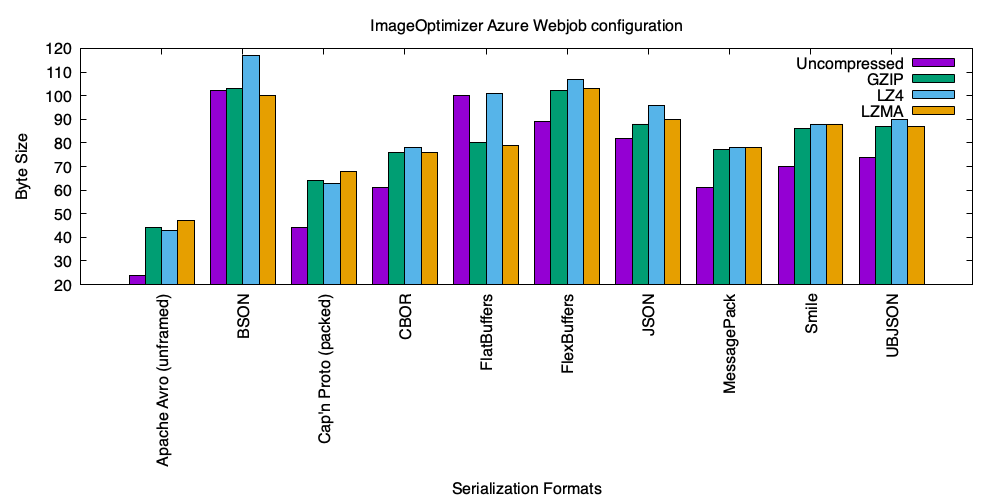 ImageOptimizer Azure Webjob configuration
120
110
100
90
80
70
60
50
40
30
20
Byte Size
Uncompressed
GZIP
LZ4
LZMA
Apache Avro (unframed)
BSON
Cap'n Proto (packed)
CBOR
FlatBuffers
FlexBuffers
JSON
MessagePack
Smile
UBJSON
Serialization Formats